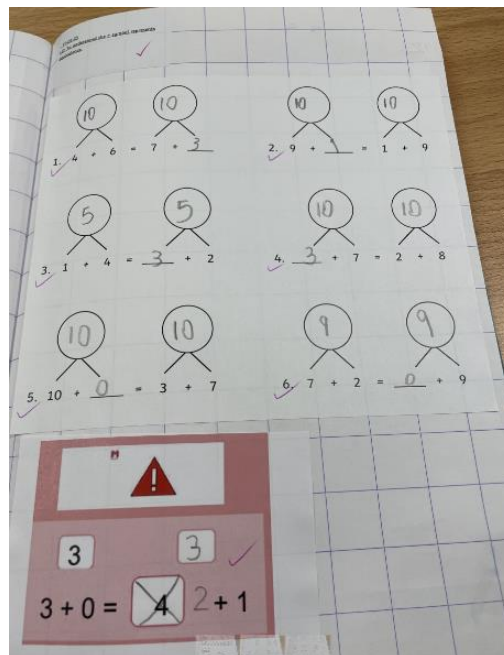 10 10 10 10
1. 4 + 6 = 7 + 3 2. 9 + 1 = 1 + 9
5 5 10 10
3. 1 + 4 = 3 + 2 4. 3 + 7 = 2 + 8
10 10 9 9
5. 10 + 0 = 3 + 7 6. 7 + 2 = 0 + 9
!
3 3
3 + 0 = 4 2 + 1